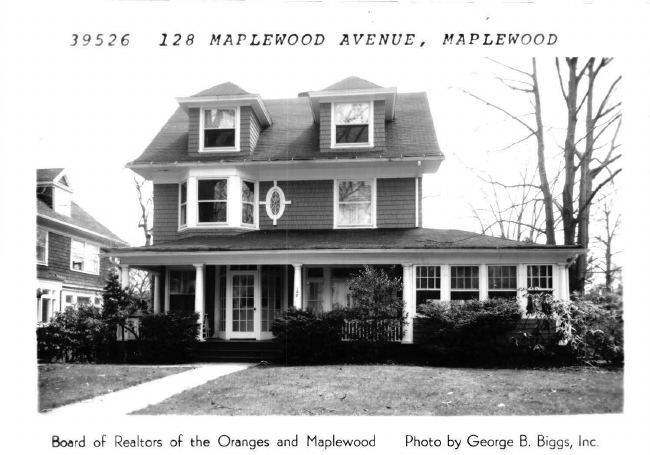 39526 128 MAPLEWOOD AVENUE, MAPLEWOOD
Board of Realtors of the Oranges and Maplewood Photo by George B. Biggs, Inc.